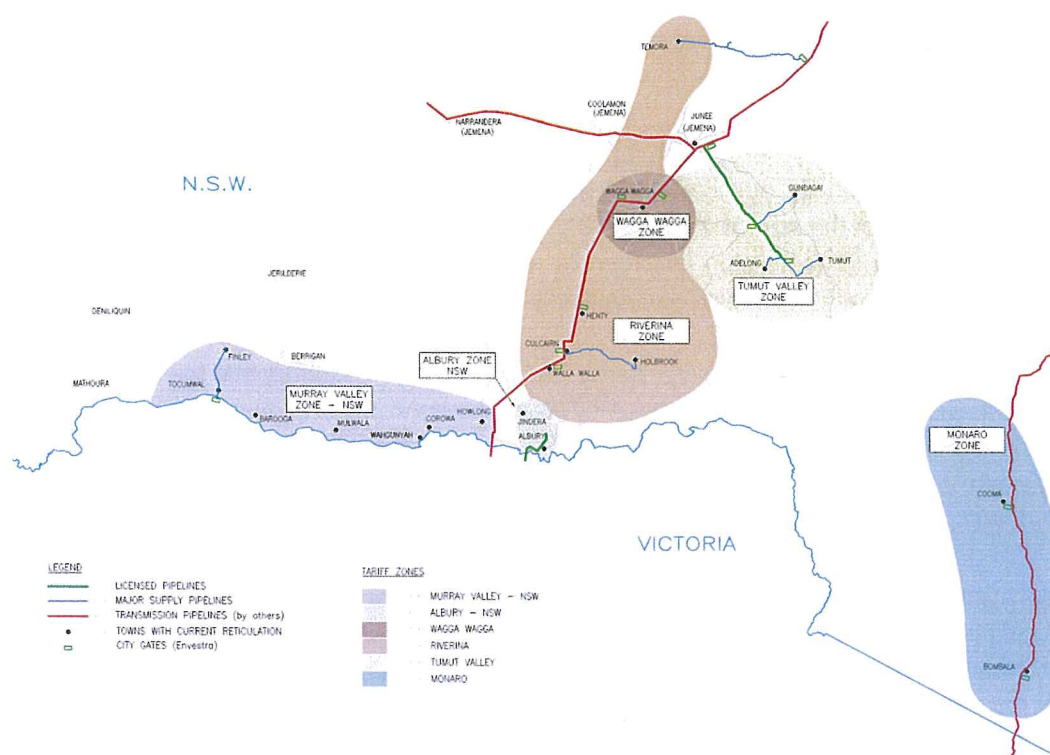 TEMORA
COOLAMON
(JEMENA)
JUNEE
(JEMENA)
NARRANDERA
(JEMENA)
N.S.W.
WAGGA WAGGA
GUNDAGAI
WAGGA WAGGA
ZONE
ADELONG
TUMUT
TUMUT VALLEY
ZONE
JERILDERIE
DENILIQUIN
HENTY
RIVERINA
ZONE
CULCAIRN
HOLBROOK
FINLEY
BERRIGAN
ALBURY ZONE
NSW
WALLA WALLA
MATHOURA
TOCUMWAL
MURRAY VALLEY
ZONE - NSW
BAROOGA
MULWALA
WAHGUNYAH
COROWA
HOWLONG
JINDERA
ALBURY
MONARO
ZONE
COOMA
VICTORIA
BOMBALA
LEGEND
LICENSED PIPELINES
MAJOR SUPPLY PIPELINES
TRANSMISSION PIPELINES (by others)
TOWNS WITH CURRENT RETICULATION
CITY GATES (Envestra)
TARIFF ZONES
MURRAY VALLEY - NSW
ALBURY - NSW
WAGGA WAGGA
RIVERINA
TUMUT VALLEY
MONARO